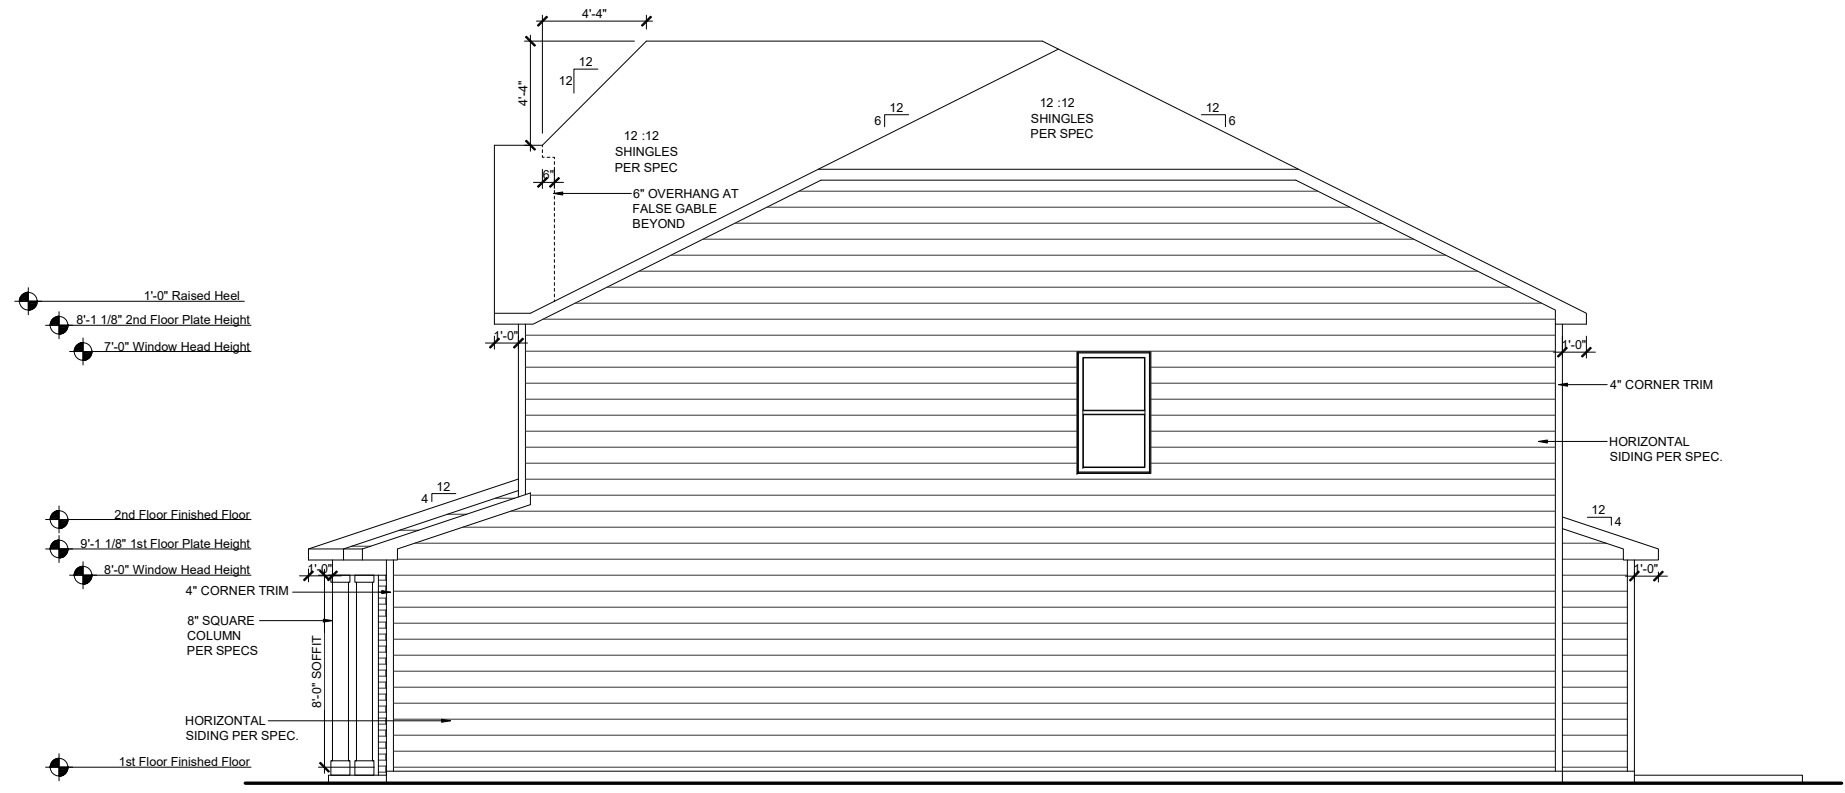 4'-4"
12
12
4'-4"
12 :12
SHINGLES
PER SPEC
12
6
12 :12
SHINGLES
PER SPEC
12
6
6"
6" OVERHANG AT
FALSE GABLE
BEYOND
1'-0" Raised Heel
8'-1 1/8" 2nd Floor Plate Height
7'-0" Window Head Height
1'-0"
1'-0"
4" CORNER TRIM
HORIZONTAL
SIDING PER SPEC.
12
4
2nd Floor Finished Floor
12
4
9'-1 1/8" 1st Floor Plate Height
8'-0" Window Head Height
1'-0"
1'-0"
4" CORNER TRIM
8" SQUARE
COLUMN
PER SPECS
8'-0" SOFFIT
HORIZONTAL
SIDING PER SPEC.
1st Floor Finished Floor